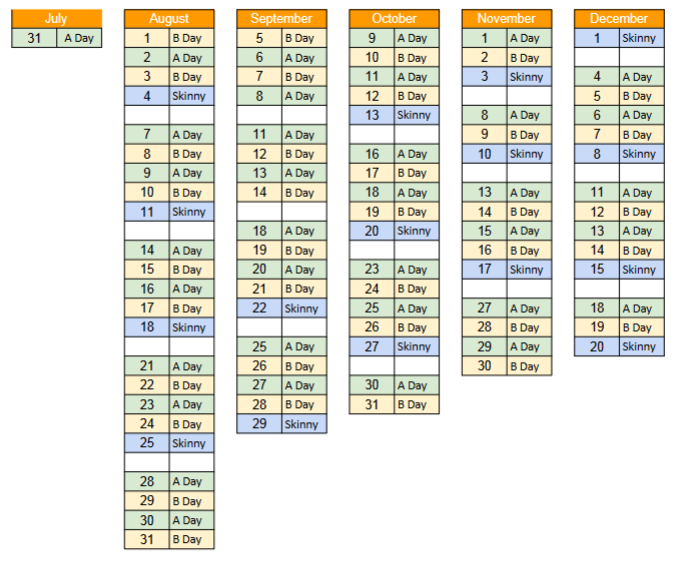 July
31 A Day
August
1 B Day
2 A Day
3 B Day
4 Skinny
7 A Day
8 B Day
9 A Day
10 B Day
11 Skinny
14 A Day
15 B Day
16 A Day
17 B Day
18 Skinny
21 A Day
22 B Day
23 A Day
24 B Day
25 Skinny
28 A Day
29 B Day
30 A Day
31 B Day
September
5 B Day
6 A Day
7 B Day
8 A Day
11 A Day
12 B Day
13 A Day
14 B Day
18 A Day
19 B Day
20 A Day
21 B Day
22 Skinny
25 A Day
26 B Day
27 A Day
28 B Day
29 Skinny
October
9 A Day
10 B Day
11 A Day
12 B Day
13 Skinny
16 A Day
17 B Day
18 A Day
19 B Day
20 Skinny
23 A Day
24 B Day
25 A Day
26 B Day
27 Skinny
30 A Day
31 B Day
November
1 A Day
2 B Day
3 Skinny
8 A Day
9 B Day
10 Skinny
13 A Day
14 B Day
15 A Day
16 B Day
17 Skinny
27 A Day
28 B Day
29 A Day
30 B Day
December
1 Skinny
4 A Day
5 B Day
6 A Day
7 B Day
8 Skinny
11 A Day
12 B Day
13 A Day
14 B Day
15 Skinny
18 A Day
19 B Day
20 Skinny